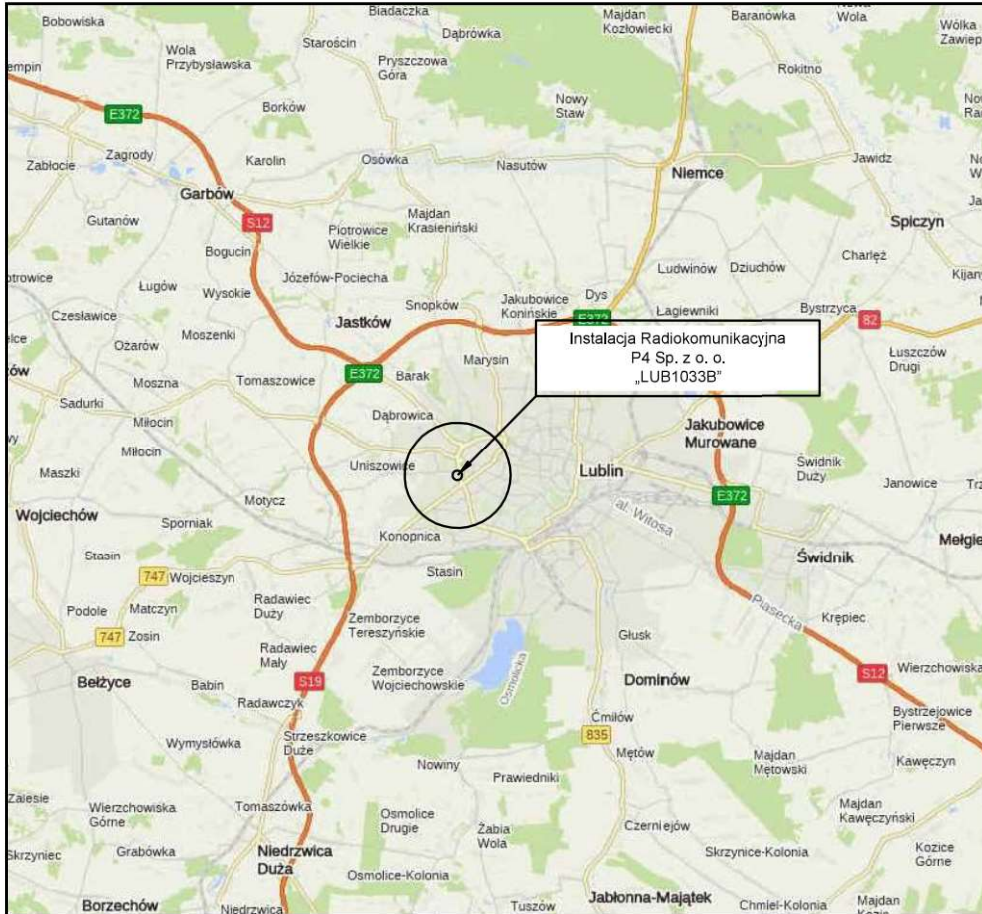 Bobowiska
Biadaczka
Majdan
Kozłowiecki
Baranówka
Wola
Wólka
Zawiep
Starościn
Dąbrówka
Wola
Przybysławska
Pryszczowa
Góra
Rokitno
Nowy
Staw
Borków
E372
Zagrody
Zabłocie
Karolin
Osówka
Nasutów
Jawidz
Niemce
Garbów
Gutanów
S12
Majdan
Krasieniński
Piotrowice
Wielkie
Spiczyn
Bogucin
Charlęż
Józefów-Pociecha
Ludwinów
Dziuchów
Kijany
Ługów
Wysokie
Snopków
Jakubowice
Konińskie
Dys
Łagiewniki
Bystrzyca
Czesławice
Moszenki
Jastków
E372
82
Instalacja Radiokomunikacyjna
P4 Sp. z o. o.
„LUB1033B”
Ożarów
Marysin
Łuszczów
Drugi
Moszna
Tomaszowice
E372
Barak
Sadurki
Miłocin
Dąbrowica
Jakubowice
Murowane
Miłocin
Uniszowice
Lublin
Świdnik
Duży
Maszki
Motycz
E372
Janowice
Wojciechów
Sporniak
al. Witosa
Konopnica
Mełgie
Stasin
Świdnik
747
Wojcieszyn
Stasin
Podole
Matczyn
Radawiec
Duży
Piasecka
Krępiec
747
Zosin
Zemborzyce
Tereszyńskie
Głusk
Radawiec
Mały
Zemborzyce
Wojciechowskie
Osmolicka
Wierzchowiska
S12
Bełżyce
Babin
S19
Dominów
Radawczyk
Ćmiłów
Bystrzejowice
Pierwsze
Wymysłówka
Strzeszkowice
Duże
835
Mętów
Nowiny
Prawiedniki
Majdan
Mętowski
Kawęczyn
Wierzchowiska
Górne
Tomaszówka
Osmolice
Drugie
Żabia
Wola
Czerniejów
Majdan
Kawęczyński
Skrzyniec
Grabówka
Niedrzwica
Duża
Skrzynice-Kolonia
Kozice
Górne
Osmolice-Kolonia
Borzechów
Niedrzwica
Tuszów
Jabłonna-Majątek
Chmiel-Kolonia
Majdan